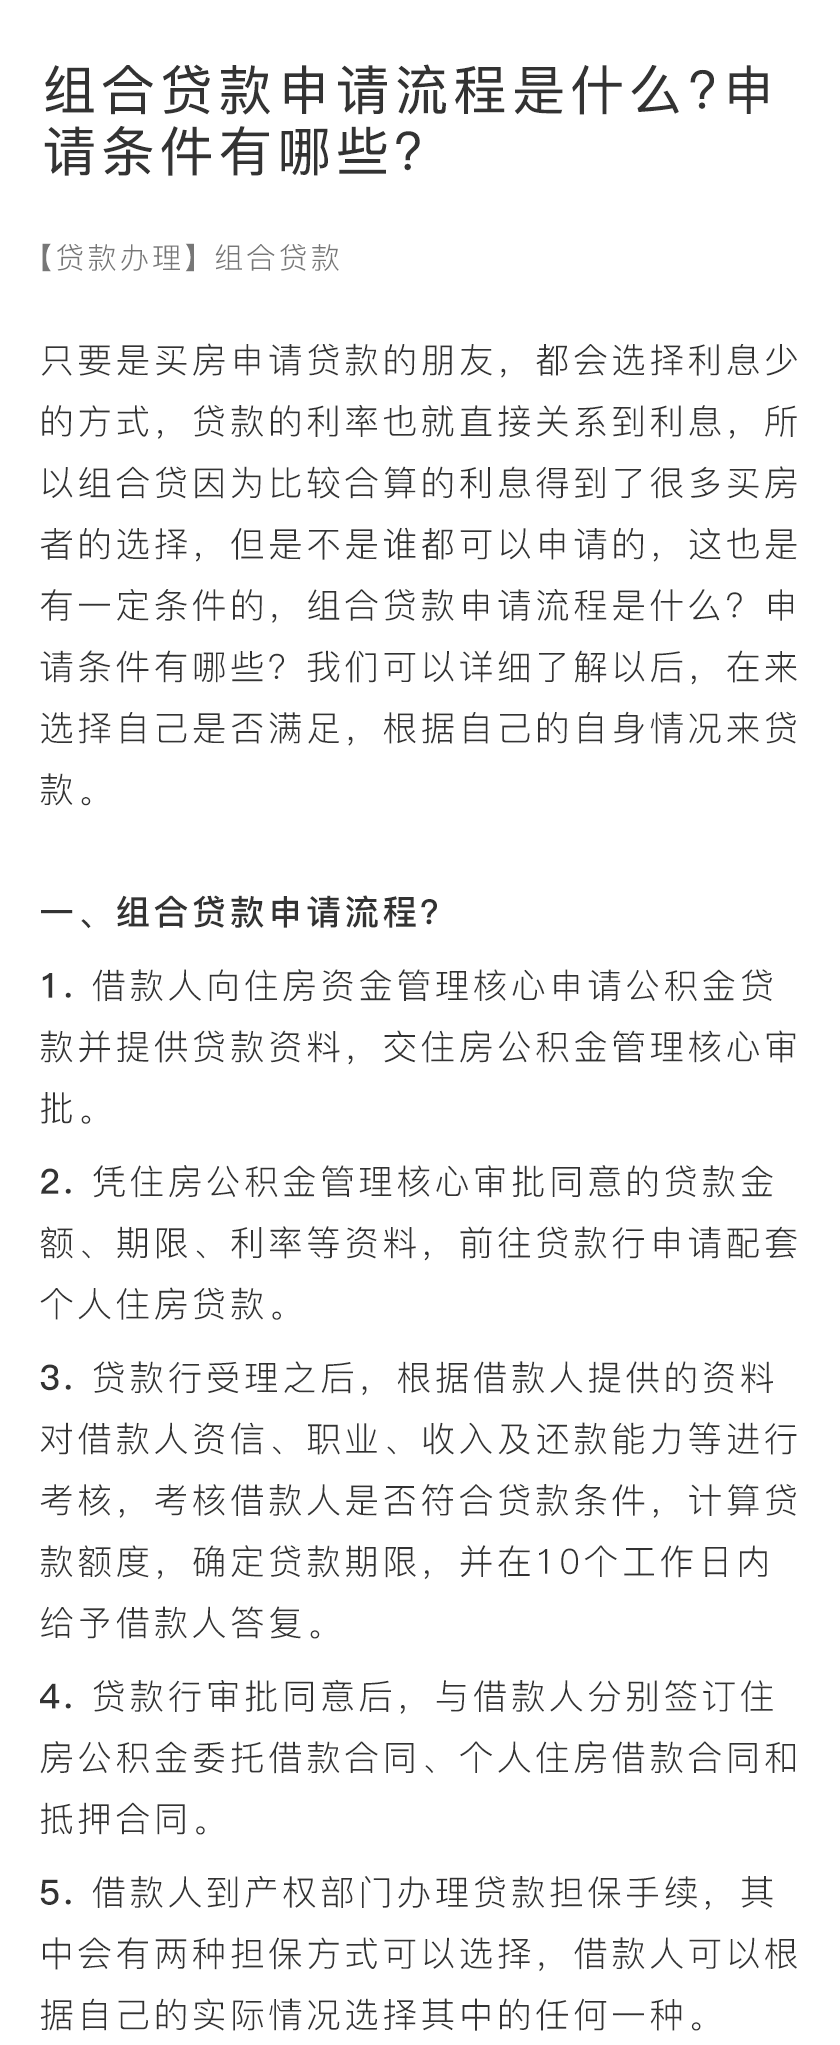 组合贷款申请流程是什么?申
请条件有哪些?
【贷款办理】组合贷款
只要是买房申请贷款的朋友，都会选择利息少
的方式，贷款的利率也就直接关系到利息，所
以组合贷因为比较合算的利息得到了很多买房
者的选择，但是不是谁都可以申请的，这也是
有一定条件的，组合贷款申请流程是什么？申
请条件有哪些？我们可以详细了解以后，在来
选择自己是否满足，根据自己的自身情况来贷
款。
一、组合贷款申请流程?
1. 借款人向住房资金管理核心申请公积金贷
款并提供贷款资料，交住房公积金管理核心审
批。
2. 凭住房公积金管理核心审批同意的贷款金
额、期限、利率等资料，前往贷款行申请配套
个人住房贷款。
3. 贷款行受理之后，根据借款人提供的资料
对借款人资信、职业、收入及还款能力等进行
考核，考核借款人是否符合贷款条件，计算贷
款额度，确定贷款期限，并在10个工作日内
给予借款人答复。
4. 贷款行审批同意后，与借款人分别签订住
房公积金委托借款合同、个人住房借款合同和
抵押合同。
5. 借款人到产权部门办理贷款担保手续，其
中会有两种担保方式可以选择，借款人可以根
据自己的实际情况选择其中的任何一种。